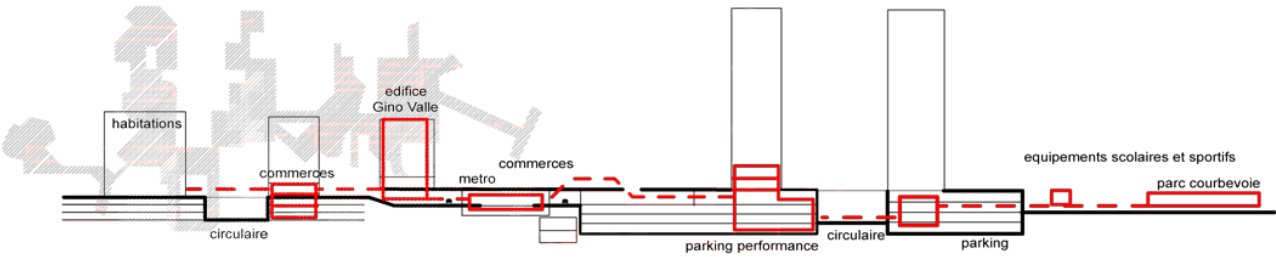 habitations
edifice
Gino Valle
commerces
metro
commerces
equipements scolaires et sportifs
parc courbevoie
circulaire
parking performance
circulaire
parking